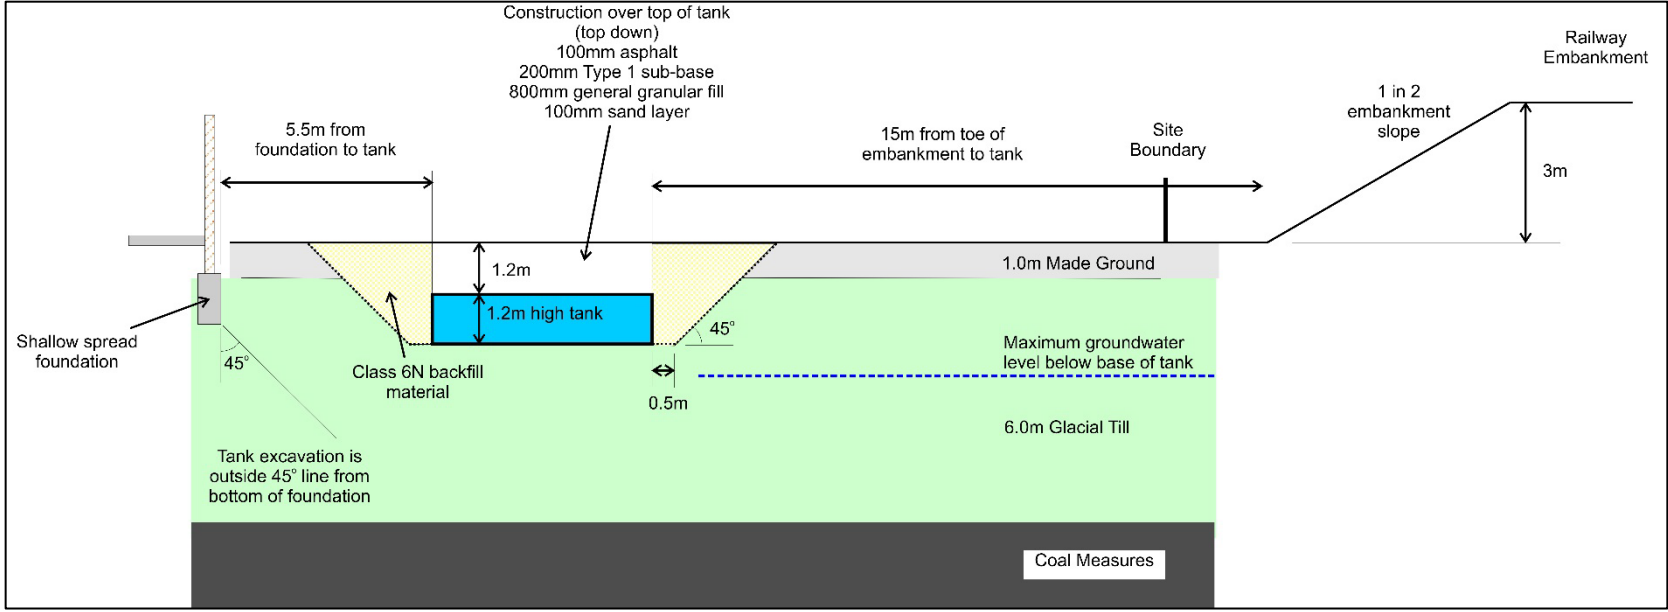 Construction over top of tank
(top down)
100mm asphalt
200mm Type 1 sub-base
800mm general granular fill
100mm sand layer
Railway
Embankment
1 in 2
embankment
slope
5.5m from
foundation to tank
15m from toe of
embankment to tank
Site
Boundary
3m
1.2m
1.0m Made Ground
1.2m high tank
Shallow spread
foundation
45°
45°
Class 6N backfill
material
Maximum groundwater
level below base of tank
0.5m
6.0m Glacial Till
Tank excavation is
outside 45° line from
bottom of foundation
Coal Measures